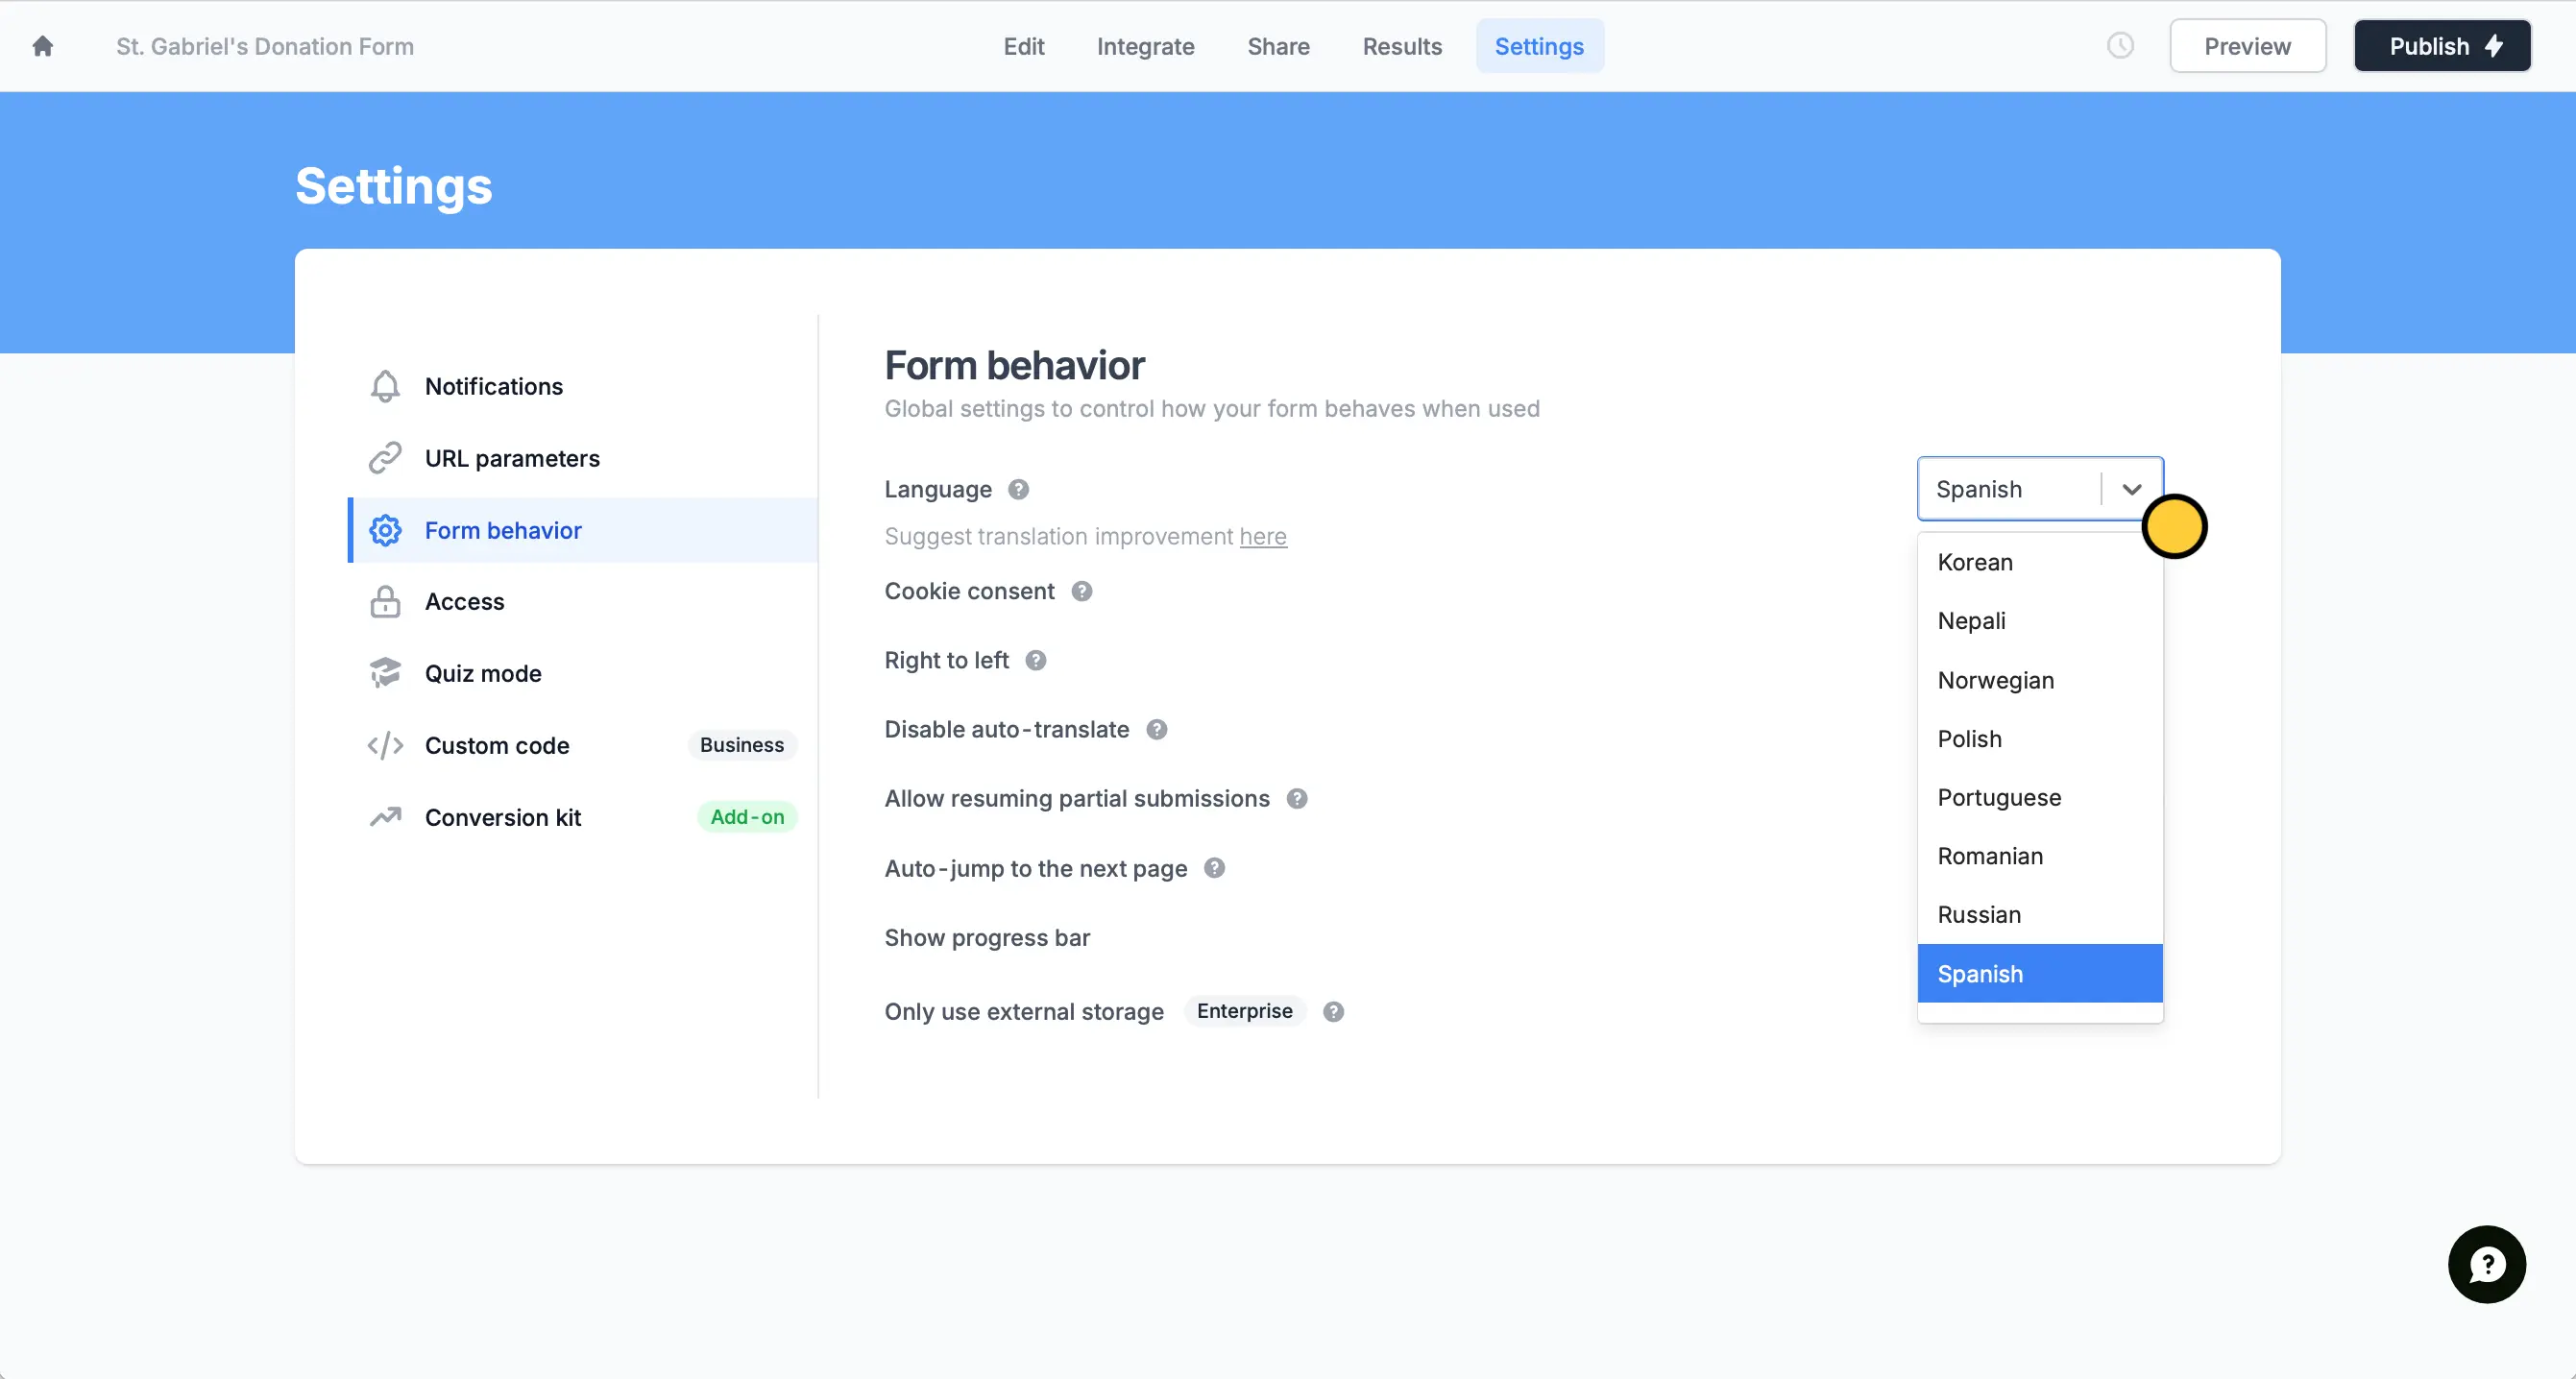 St. Gabriel's Donation Form
Edit
Integrate
Share
Results
Settings
Preview
Publish
Settings
Notifications
URL parameters
Form behavior
Access
Quiz mode
Custom code
Business
Conversion kit
Add-on
Form behavior
Global settings to control how your form behaves when used
Language
Suggest translation improvement here
Cookie consent
Right to left
Disable auto-translate
Allow resuming partial submissions
Auto-jump to the next page
Show progress bar
Only use external storage
Enterprise
Spanish
Korean
Nepali
Norwegian
Polish
Portuguese
Romanian
Russian
Spanish